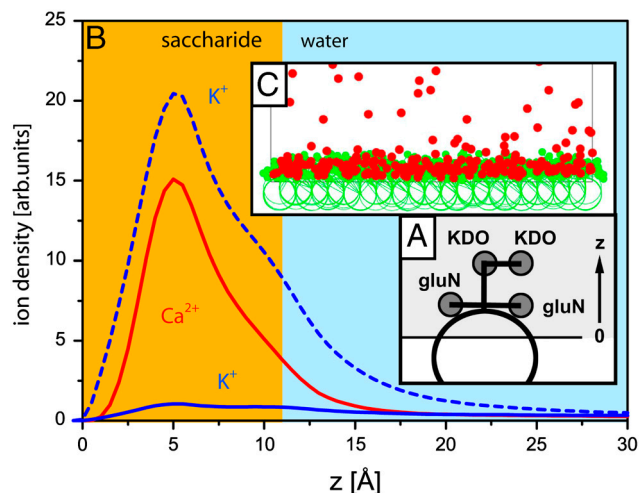 B
saccharide water
K+
Ca2+
K+
ion density [arb.units]
25
20
15
10
5
0
0 5 10 15 20 25 30
z [Å]
C
A
KDO KDO
gluN
gluN
z
0